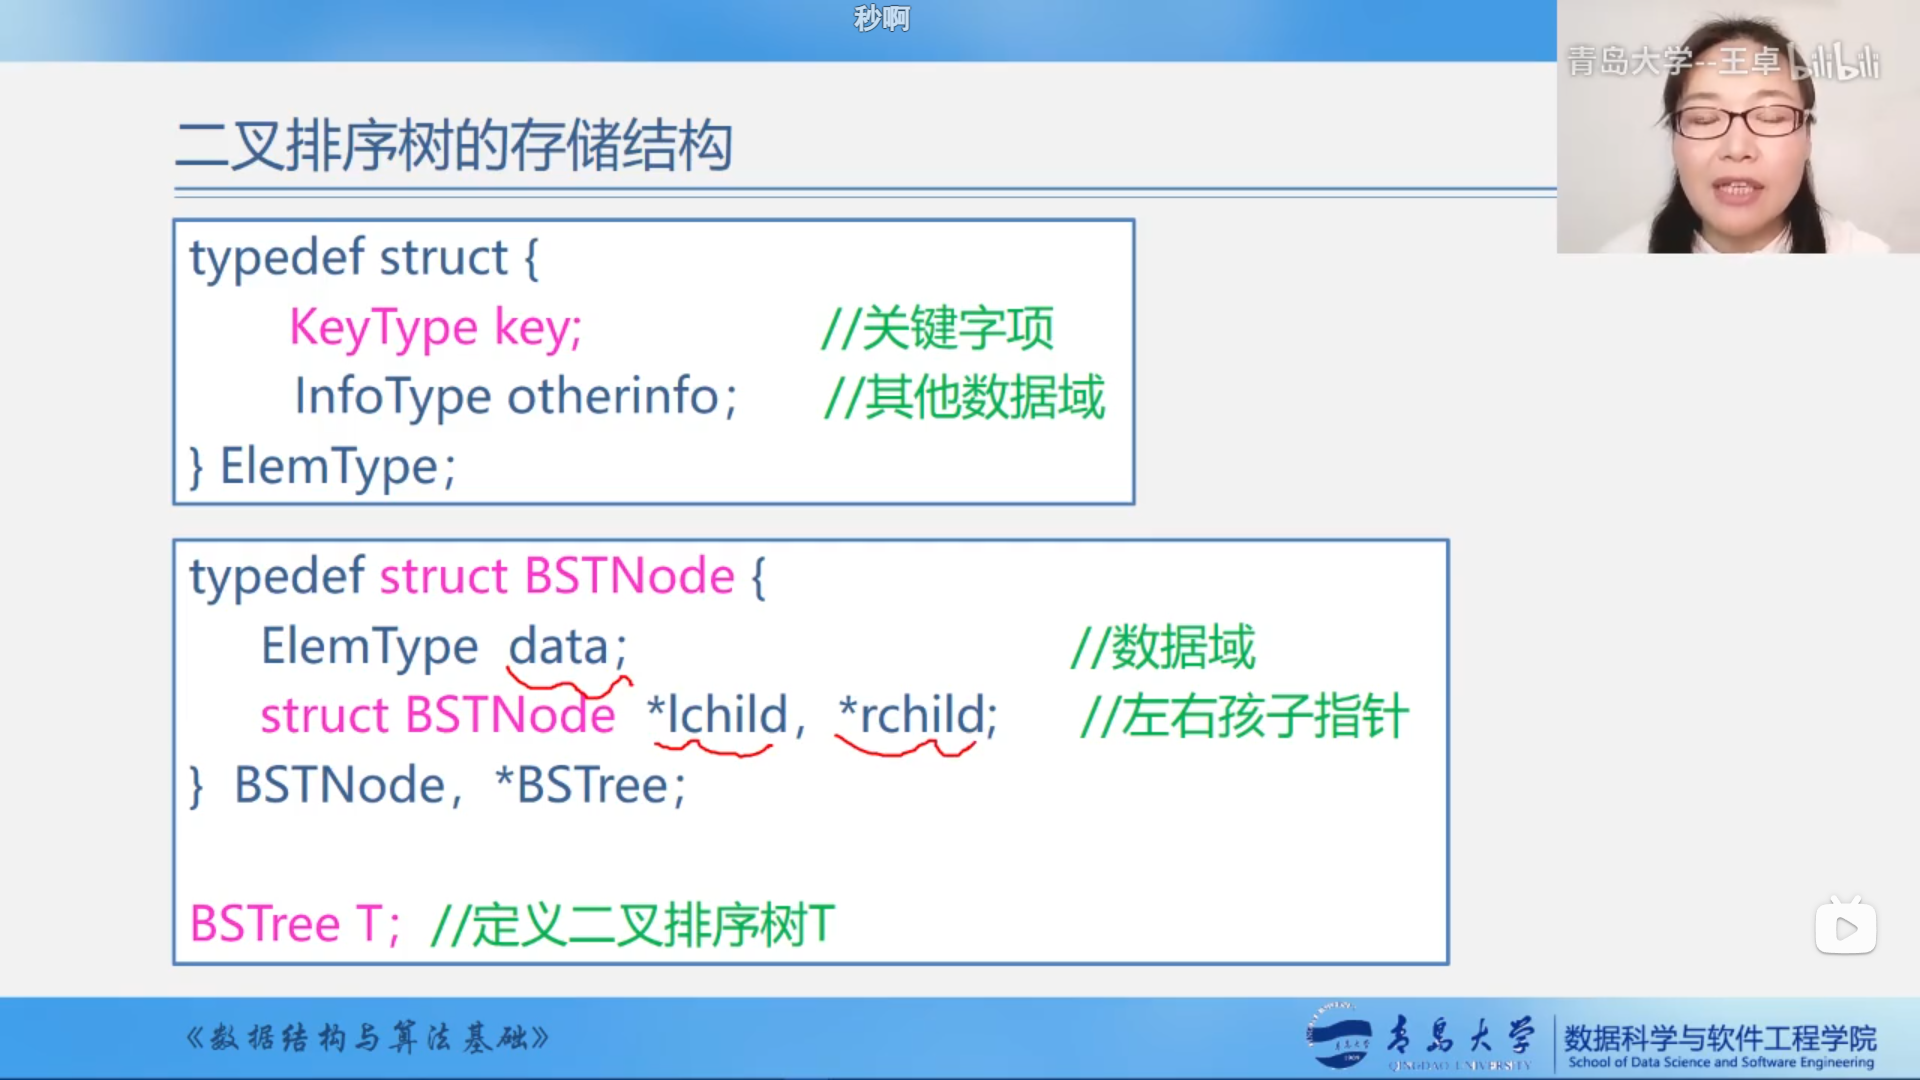 秒啊
青岛大学--王卓 bilibili
二叉排序树的存储结构
typedef struct {
KeyType key; //关键字项
InfoType otherinfo; //其他数据域
} ElemType;
typedef struct BSTNode {
ElemType data; //数据域
struct BSTNode *lchild, *rchild; //左右孩子指针
} BSTNode, *BSTree;
BSTree T; //定义二叉排序树T
《数据结构与算法基础》
青岛大学
QINGDAO UNIVERSITY
数据科学与软件工程学院
School of Data Science and Software Engineering